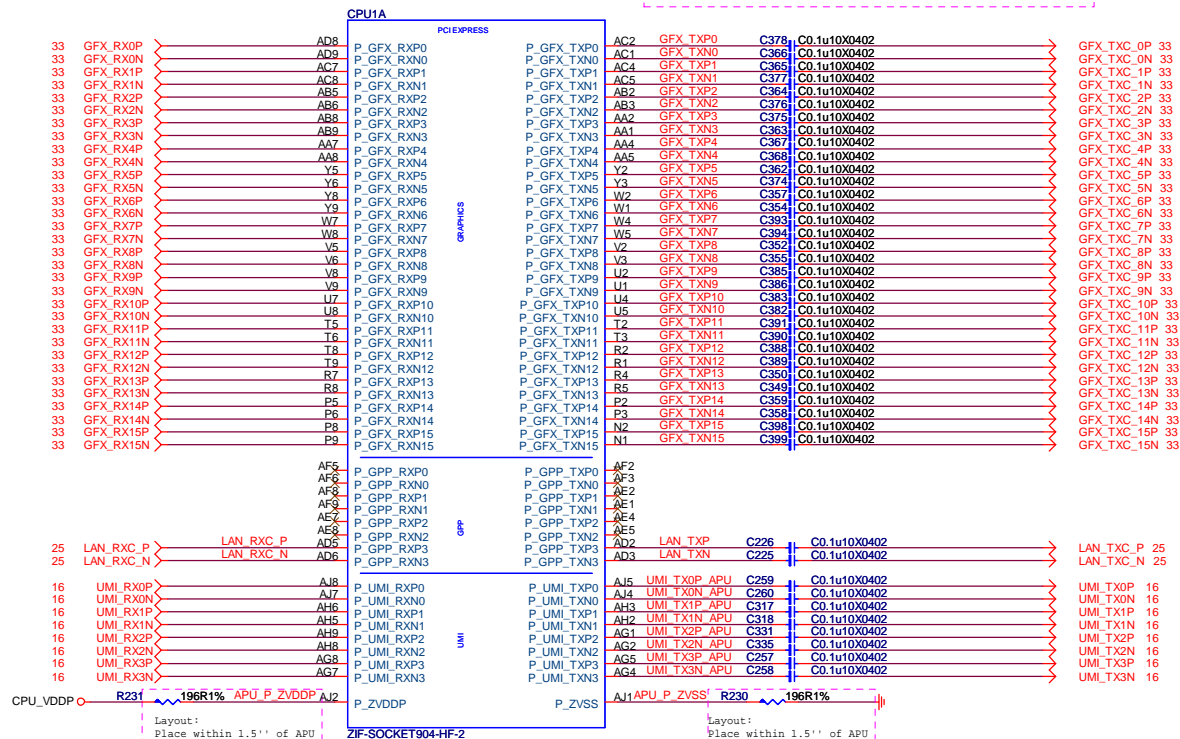 CPU1A
PCI EXPRESS
33 GFX_RX0P AD8 P_GFX_RXP0 P_GFX_TXP0 AC2 GFX_TXP0 C378 C0.1u10X0402 GFX_TXC_0P 33
33 GFX_RX0N AD9 P_GFX_RXN0 P_GFX_TXN0 AC1 GFX_TXN0 C366 C0.1u10X0402 GFX_TXC_0N 33
33 GFX_RX1P AC7 P_GFX_RXP1 P_GFX_TXP1 AC4 GFX_TXP1 C365 C0.1u10X0402 GFX_TXC_1P 33
33 GFX_RX1N AC8 P_GFX_RXN1 P_GFX_TXN1 AC5 GFX_TXN1 C377 C0.1u10X0402 GFX_TXC_1N 33
33 GFX_RX2P AB5 P_GFX_RXP2 P_GFX_TXP2 AB2 GFX_TXP2 C364 C0.1u10X0402 GFX_TXC_2P 33
33 GFX_RX2N AB6 P_GFX_RXN2 P_GFX_TXN2 AB3 GFX_TXN2 C376 C0.1u10X0402 GFX_TXC_2N 33
33 GFX_RX3P AB8 P_GFX_RXP3 P_GFX_TXP3 AA2 GFX_TXP3 C375 C0.1u10X0402 GFX_TXC_3P 33
33 GFX_RX3N AB9 P_GFX_RXN3 P_GFX_TXN3 AA1 GFX_TXN3 C363 C0.1u10X0402 GFX_TXC_3N 33
33 GFX_RX4P AA7 P_GFX_RXP4 P_GFX_TXP4 AA4 GFX_TXP4 C367 C0.1u10X0402 GFX_TXC_4P 33
33 GFX_RX4N AA8 P_GFX_RXN4 P_GFX_TXN4 AA5 GFX_TXN4 C368 C0.1u10X0402 GFX_TXC_4N 33
33 GFX_RX5P Y5 P_GFX_RXP5 P_GFX_TXP5 Y2 GFX_TXP5 C362 C0.1u10X0402 GFX_TXC_5P 33
33 GFX_RX5N Y6 P_GFX_RXN5 P_GFX_TXN5 Y3 GFX_TXN5 C374 C0.1u10X0402 GFX_TXC_5N 33
33 GFX_RX6P Y8 P_GFX_RXP6 P_GFX_TXP6 W2 GFX_TXP6 C357 C0.1u10X0402 GFX_TXC_6P 33
33 GFX_RX6N Y9 P_GFX_RXN6 P_GFX_TXN6 W1 GFX_TXN6 C354 C0.1u10X0402 GFX_TXC_6N 33
33 GFX_RX7P W7 P_GFX_RXP7 P_GFX_TXP7 W4 GFX_TXP7 C393 C0.1u10X0402 GFX_TXC_7P 33
33 GFX_RX7N W8 P_GFX_RXN7 P_GFX_TXN7 W5 GFX_TXN7 C394 C0.1u10X0402 GFX_TXC_7N 33
33 GFX_RX8P V5 P_GFX_RXP8 P_GFX_TXP8 V2 GFX_TXP8 C352 C0.1u10X0402 GFX_TXC_8P 33
33 GFX_RX8N V6 P_GFX_RXN8 P_GFX_TXN8 V3 GFX_TXN8 C355 C0.1u10X0402 GFX_TXC_8N 33
33 GFX_RX9P V8 P_GFX_RXP9 P_GFX_TXP9 U2 GFX_TXP9 C385 C0.1u10X0402 GFX_TXC_9P 33
33 GFX_RX9N V9 P_GFX_RXN9 P_GFX_TXN9 U1 GFX_TXN9 C386 C0.1u10X0402 GFX_TXC_9N 33
33 GFX_RX10P U7 P_GFX_RXP10 P_GFX_TXP10 U4 GFX_TXP10 C383 C0.1u10X0402 GFX_TXC_10P 33
33 GFX_RX10N U8 P_GFX_RXN10 P_GFX_TXN10 U5 GFX_TXN10 C382 C0.1u10X0402 GFX_TXC_10N 33
33 GFX_RX11P T5 P_GFX_RXP11 P_GFX_TXP11 T2 GFX_TXP11 C391 C0.1u10X0402 GFX_TXC_11P 33
33 GFX_RX11N T6 P_GFX_RXN11 P_GFX_TXN11 T3 GFX_TXN11 C390 C0.1u10X0402 GFX_TXC_11N 33
33 GFX_RX12P T8 P_GFX_RXP12 P_GFX_TXP12 R2 GFX_TXP12 C388 C0.1u10X0402 GFX_TXC_12P 33
33 GFX_RX12N T9 P_GFX_RXN12 P_GFX_TXN12 R1 GFX_TXN12 C389 C0.1u10X0402 GFX_TXC_12N 33
33 GFX_RX13P R7 P_GFX_RXP13 P_GFX_TXP13 R4 GFX_TXP13 C350 C0.1u10X0402 GFX_TXC_13P 33
33 GFX_RX13N R8 P_GFX_RXN13 P_GFX_TXN13 R5 GFX_TXN13 C349 C0.1u10X0402 GFX_TXC_13N 33
33 GFX_RX14P P5 P_GFX_RXP14 P_GFX_TXP14 P2 GFX_TXP14 C359 C0.1u10X0402 GFX_TXC_14P 33
33 GFX_RX14N P6 P_GFX_RXN14 P_GFX_TXN14 P3 GFX_TXN14 C358 C0.1u10X0402 GFX_TXC_14N 33
33 GFX_RX15P P8 P_GFX_RXP15 P_GFX_TXP15 N2 GFX_TXP15 C398 C0.1u10X0402 GFX_TXC_15P 33
33 GFX_RX15N P9 P_GFX_RXN15 P_GFX_TXN15 N1 GFX_TXN15 C399 C0.1u10X0402 GFX_TXC_15N 33
GRAPHICS
AF5 P_GPP_RXP0 P_GPP_TXP0 AF2
AF6 P_GPP_RXN0 P_GPP_TXN0 AF3
AF8 P_GPP_RXP1 P_GPP_TXP1 AE2
AF9 P_GPP_RXN1 P_GPP_TXN1 AE1
AE7 P_GPP_RXP2 P_GPP_TXP2 AE4
AE8 P_GPP_RXN2 P_GPP_TXN2 AE5
GPP
25 LAN_RXC_P LAN_RXC_P AD5 P_GPP_RXP3 P_GPP_TXP3 AD2 LAN_TXP C226 C0.1u10X0402 LAN_TXC_P 25
25 LAN_RXC_N LAN_RXC_N AD6 P_GPP_RXN3 P_GPP_TXN3 AD3 LAN_TXN C225 C0.1u10X0402 LAN_TXC_N 25
16 UMI_RX0P AJ8 P_UMI_RXP0 P_UMI_TXP0 AJ5 UMI_TX0P_APU C259 C0.1u10X0402 UMI_TX0P 16
16 UMI_RX0N AJ7 P_UMI_RXN0 P_UMI_TXN0 AJ4 UMI_TX0N_APU C260 C0.1u10X0402 UMI_TX0N 16
16 UMI_RX1P AH6 P_UMI_RXP1 P_UMI_TXP1 AH3 UMI_TX1P_APU C317 C0.1u10X0402 UMI_TX1P 16
16 UMI_RX1N AH5 P_UMI_RXN1 P_UMI_TXN1 AH2 UMI_TX1N_APU C318 C0.1u10X0402 UMI_TX1N 16
16 UMI_RX2P AH9 P_UMI_RXP2 P_UMI_TXP2 AG1 UMI_TX2P_APU C331 C0.1u10X0402 UMI_TX2P 16
16 UMI_RX2N AH8 P_UMI_RXN2 P_UMI_TXN2 AG2 UMI_TX2N_APU C335 C0.1u10X0402 UMI_TX2N 16
16 UMI_RX3P AG8 P_UMI_RXP3 P_UMI_TXP3 AG5 UMI_TX3P_APU C257 C0.1u10X0402 UMI_TX3P 16
16 UMI_RX3N AG7 P_UMI_RXN3 P_UMI_TXN3 AG4 UMI_TX3N_APU C258 C0.1u10X0402 UMI_TX3N 16
UMI
CPU_VDDP R231 196R1% APU_P_ZVDDP AJ2 P_ZVDDP P_ZVSS AJ1 APU_P_ZVSS R230 196R1%
Layout:
Place within 1.5'' of APU
Layout:
Place within 1.5'' of APU
ZIF-SOCKET904-HF-2